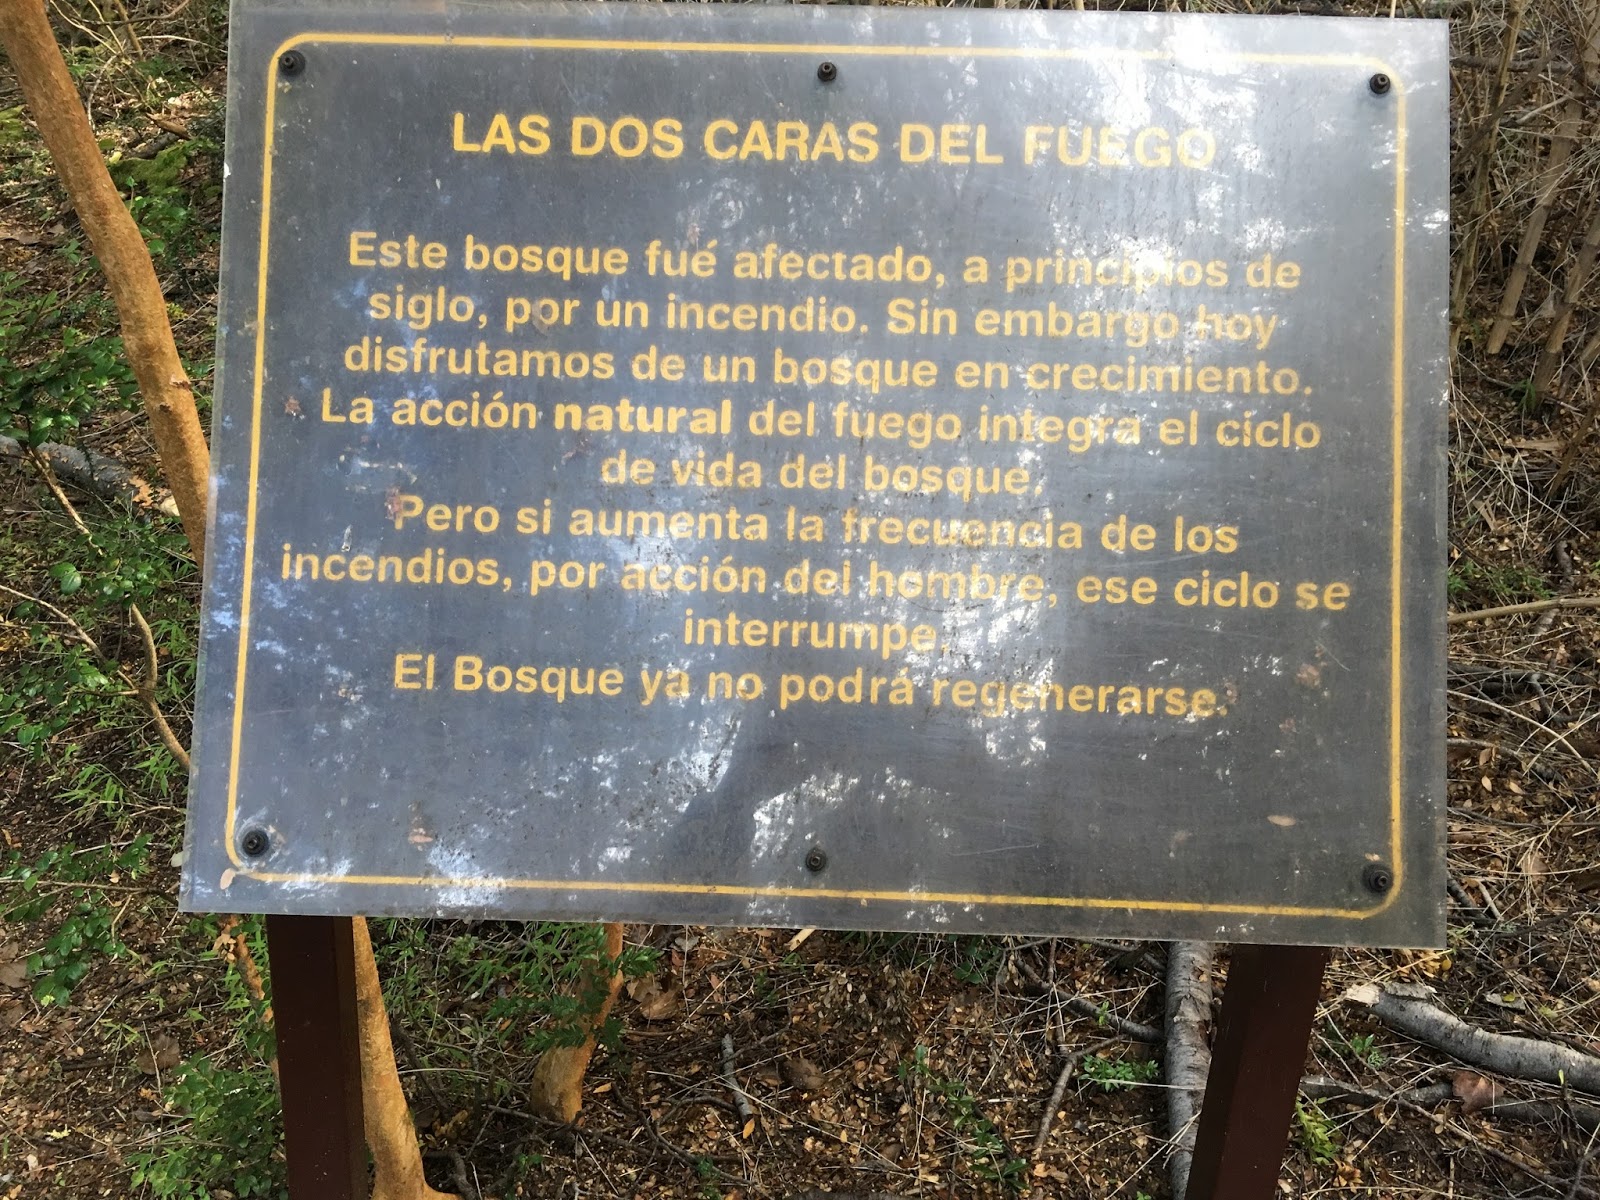 LAS DOS CARAS DEL FUEGO
Este bosque fué afectado, a principios de
siglo, por un incendio. Sin embargo hoy
disfrutamos de un bosque en crecimiento.
La acción natural del fuego integra el ciclo
de vida del bosque.
Pero si aumenta la frecuencia de los
incendios, por acción del hombre, ese ciclo se
interrumpe.
El Bosque ya no podrá regenerarse.